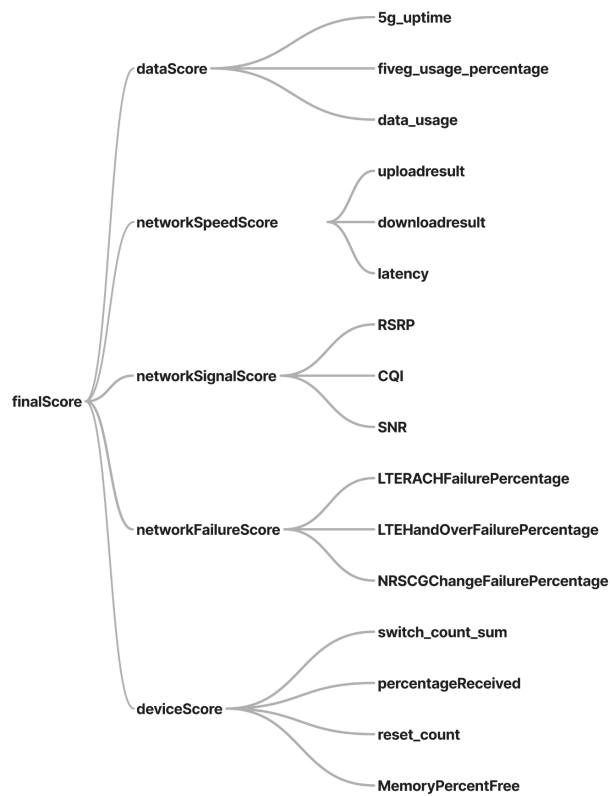 5g_uptime
dataScore
fiveg_usage_percentage
data_usage
uploadresult
networkSpeedScore
downloadresult
latency
RSRP
networkSignalScore
CQI
finalScore
SNR
LTERACHFailurePercentage
networkFailureScore
LTEHandOverFailurePercentage
NRSCGChangeFailurePercentage
switch_count_sum
percentageReceived
deviceScore
reset_count
MemoryPercentFree